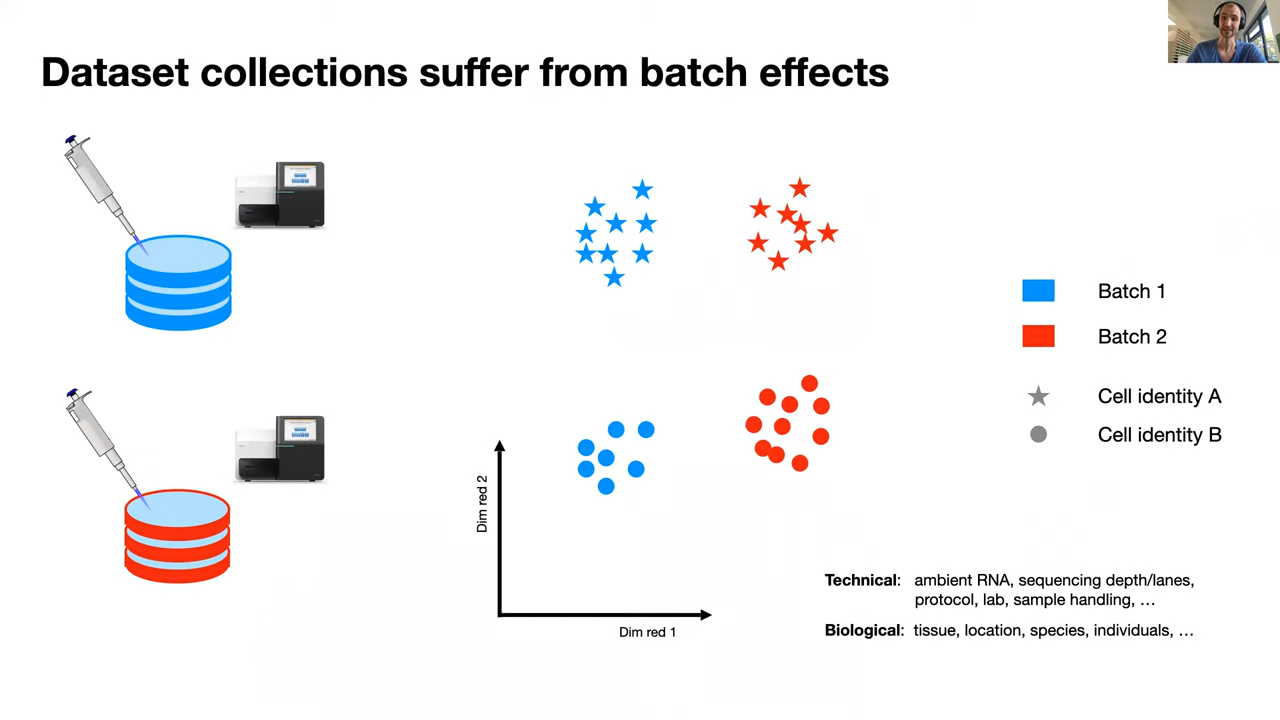 Dataset collections suffer from batch effects
Batch 1
Batch 2
Cell identity A
Cell identity B
Dim red 2
Dim red 1
Technical: ambient RNA, sequencing depth/lanes,
protocol, lab, sample handling, …
Biological: tissue, location, species, individuals, …